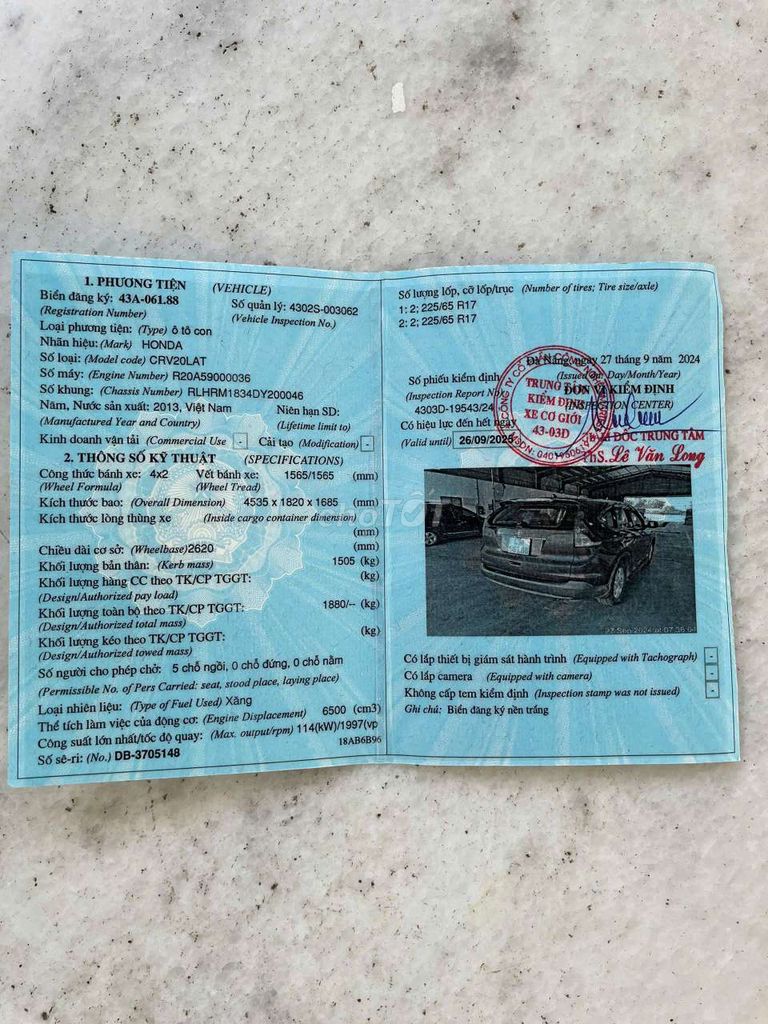 1. PHƯƠNG TIỆN (VEHICLE)
Biển đăng ký: 43A-061.88 Số quản lý: 4302S-003062
(Registration Number) (Vehicle Inspection No.)
Loại phương tiện: (Type) ô tô con
Nhãn hiệu: (Mark) HONDA
Số loại: (Model code) CRV20LAT
Số máy: (Engine Number) R20A59000036
Số khung: (Chassis Number) RLHRM1834DY200046
Năm, Nước sản xuất: 2013, Việt Nam Niên hạn SD:
(Manufactured Year and Country) (Lifetime limit to)
Kinh doanh vận tải (Commercial Use - Cải tạo (Modification) -
2. THÔNG SỐ KỸ THUẬT (SPECIFICATIONS)
Công thức bánh xe: 4x2 Vết bánh xe: 1565/1565 (mm)
(Wheel Formula) (Wheel Tread)
Kích thước bao: (Overall Dimension) 4535 x 1820 x 1685 (mm)
Kích thước lòng thùng xe (Inside cargo container dimension)
(mm)
Chiều dài cơ sở: (Wheelbase)2620 (mm)
Khối lượng bản thân: (Kerb mass) 1505 (kg)
Khối lượng hàng CC theo TK/CP TGGT: (kg)
(Design/Authorized pay load)
Khối lượng toàn bộ theo TK/CP TGGT: 1880/-- (kg)
(Design/Authorized total mass)
Khối lượng kéo theo TK/CP TGGT: (kg)
(Design/Authorized towed mass)
Số người cho phép chở: 5 chỗ ngồi, 0 chỗ đứng, 0 chỗ nằm
(Permissible No. of Pers Carried: seat, stood place, laying place)
Loại nhiên liệu: (Type of Fuel Used) Xăng
Thể tích làm việc của động cơ: (Engine Displacement) 6500 (cm3)
Công suất lớn nhất/tốc độ quay: (Max. output/rpm) 114(kW)/1997(vp
18AB6B96
Số sê-ri: (No.) DB-3705148
Số lượng lốp, cỡ lốp/trục (Number of tires; Tire size/axle)
1: 2; 225/65 R17
2: 2; 225/65 R17
Đà Nẵng, ngày 27 tháng 9 năm 2024
Số phiếu kiểm định (Issued on: Day/Month/Year)
(Inspection Report No) ĐƠN VỊ KIỂM ĐỊNH
4303D-19543/24 (INSPECTION CENTER)
Có hiệu lực đến hết ngày
(Valid until) 26/09/2025
TRUNG TÂM
KIỂM ĐỊNH
XE CƠ GIỚI
43-03D
GIÁM ĐỐC TRUNG TÂM
ThS. Lê Văn Long
27 Sep 2024 at 07:36:04
Có lắp thiết bị giám sát hành trình (Equipped with Tachograph) -
Có lắp camera (Equipped with camera) -
Không cấp tem kiểm định (Inspection stamp was not issued) -
Ghi chú: Biển đăng ký nền trắng